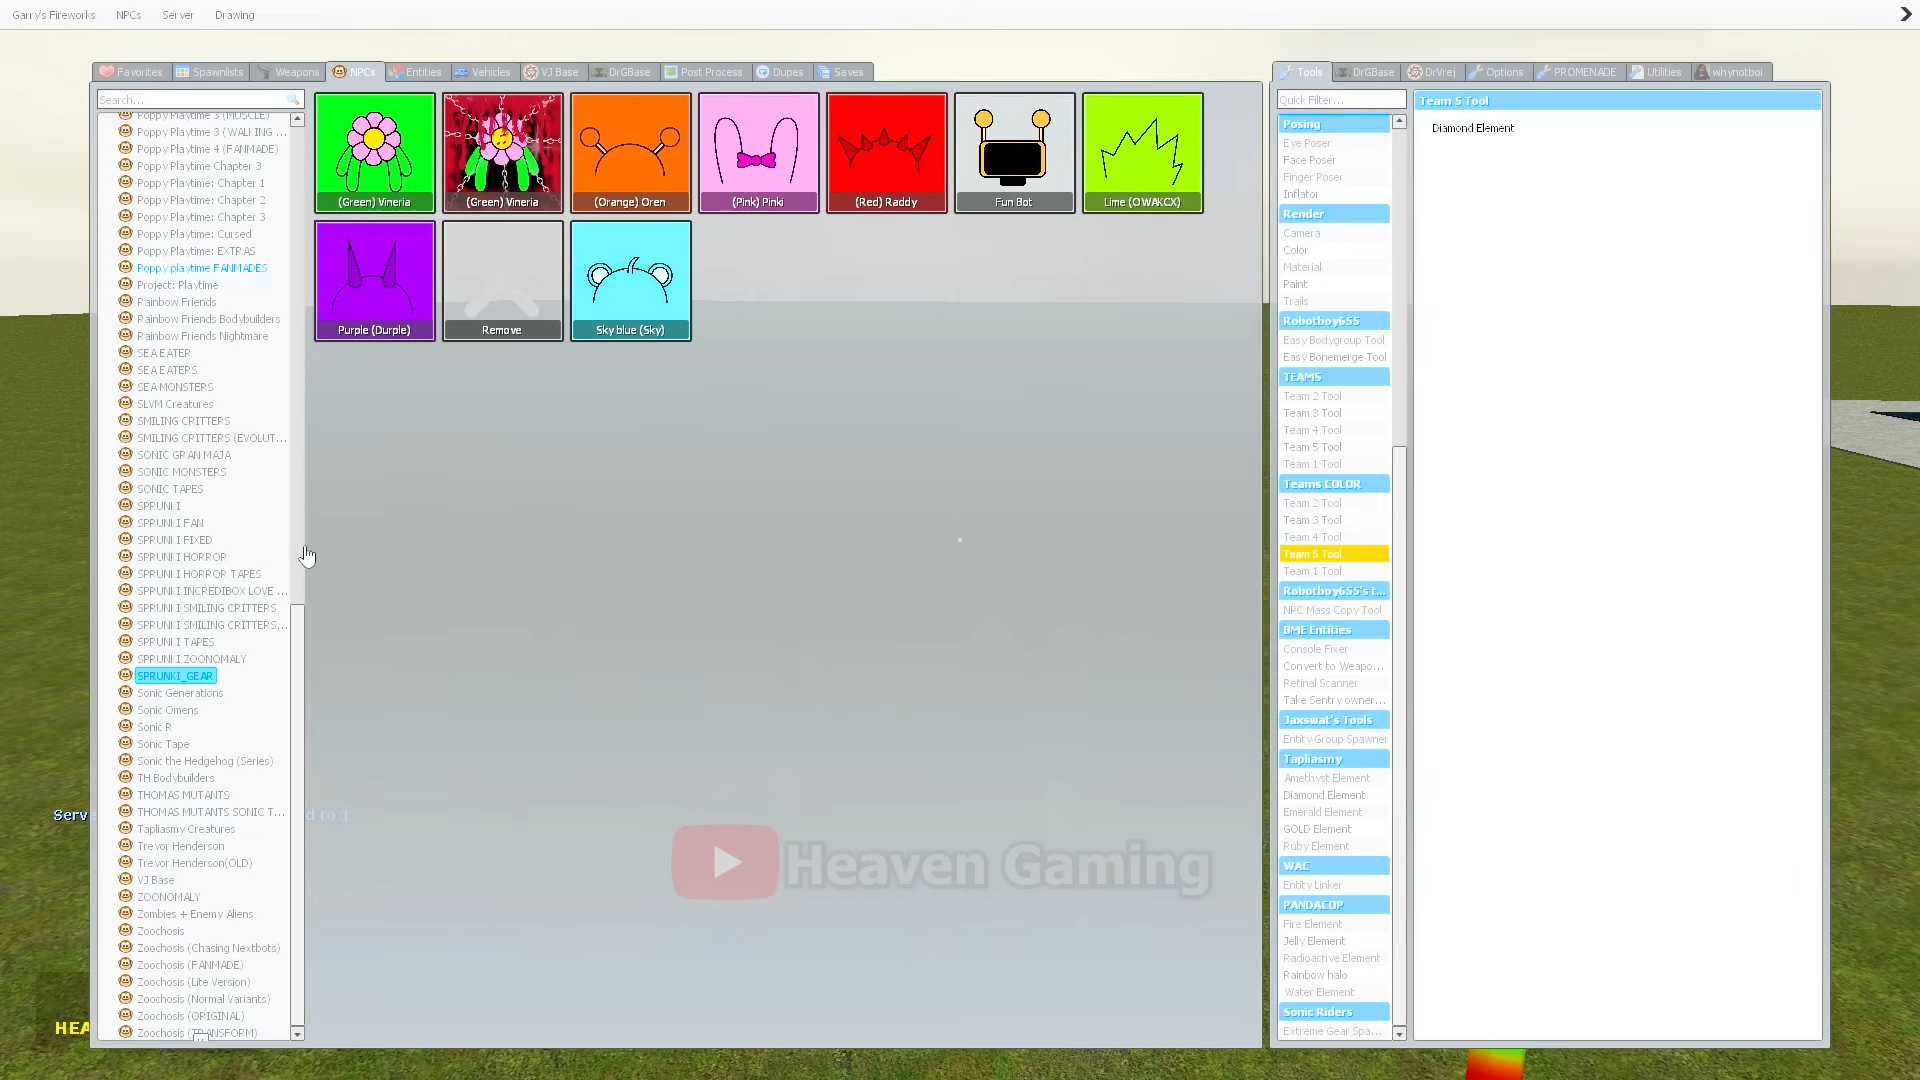 Garry's Fireworks NPCs Server Drawing
Favorites Spawnlists Weapons NPCs Entities Vehicles VJ Base DrGBase Post Process Dupes Saves
Tools DrGBase DrVrej Options PROMENADE Utilities whynotboi
Search...
Poppy Playtime 3 (MUSCLE)
Poppy Playtime 3 (WALKING ...
Poppy Playtime 4 (FANMADE)
Poppy Playtime Chapter 3
Poppy Playtime: Chapter 1
Poppy Playtime: Chapter 2
Poppy Playtime: Chapter 3
Poppy Playtime: Cursed
Poppy Playtime: EXTRAS
Poppy playtime FANMADES
Project: Playtime
Rainbow Friends
Rainbow Friends Bodybuilders
Rainbow Friends Nightmare
SEA EATER
SEA EATERS
SEA MONSTERS
SLVM Creatures
SMILING CRITTERS
SMILING CRITTERS (EVOLUT...
SONIC GRAN MAJA
SONIC MONSTERS
SONIC TAPES
SPRUNKI
SPRUNKI FAN
SPRUNKI FIXED
SPRUNKI HORROR
SPRUNKI HORROR TAPES
SPRUNKI INCREDIBOX LOVE ...
SPRUNKI SMILING CRITTERS
SPRUNKI SMILING CRITTERS...
SPRUNKI TAPES
SPRUNKI ZOONOMALY
SPRUNKI_GEAR
Sonic Generations
Sonic Omens
Sonic R
Sonic Tape
Sonic the Hedgehog (Series)
TH Bodybuilders
THOMAS MUTANTS
THOMAS MUTANTS SONIC T...
Tapliasmy Creatures
Trevor Henderson
Trevor Henderson(OLD)
VJ Base
ZOONOMALY
Zombies + Enemy Aliens
Zoochosis
Zoochosis (Chasing Nextbots)
Zoochosis (FANMADE)
Zoochosis (Lite Version)
Zoochosis (Normal Variants)
Zoochosis (ORIGINAL)
Zoochosis (TRANSFORM)
(Green) Vineria
(Green) Vineria
(Orange) Oren
(Pink) Pinki
(Red) Raddy
Fun Bot
Lime (OWAKCX)
Purple (Durple)
Remove
Sky blue (Sky)
Serv
d to 1
HEA
Heaven Gaming
Quick Filter...
Posing
Eye Poser
Face Poser
Finger Poser
Inflator
Render
Camera
Color
Material
Paint
Trails
Robotboy655
Easy Bodygroup Tool
Easy Bonemerge Tool
TEAMS
Team 2 Tool
Team 3 Tool
Team 4 Tool
Team 5 Tool
Team 1 Tool
Teams COLOR
Team 2 Tool
Team 3 Tool
Team 4 Tool
Team 5 Tool
Team 1 Tool
Robotboy655's t...
NPC Mass Copy Tool
BME Entities
Console Fixer
Convert to Weapo...
Retinal Scanner
Take Sentry owner...
Jaxswat's Tools
Entity Group Spawner
Tapliasmy
Amethyst Element
Diamond Element
Emerald Element
GOLD Element
Ruby Element
WAC
Entity Linker
PANDACOP
Fire Element
Jelly Element
Radioactive Element
Rainbow halo
Water Element
Sonic Riders
Extreme Gear Spa...
Team 5 Tool
Diamond Element